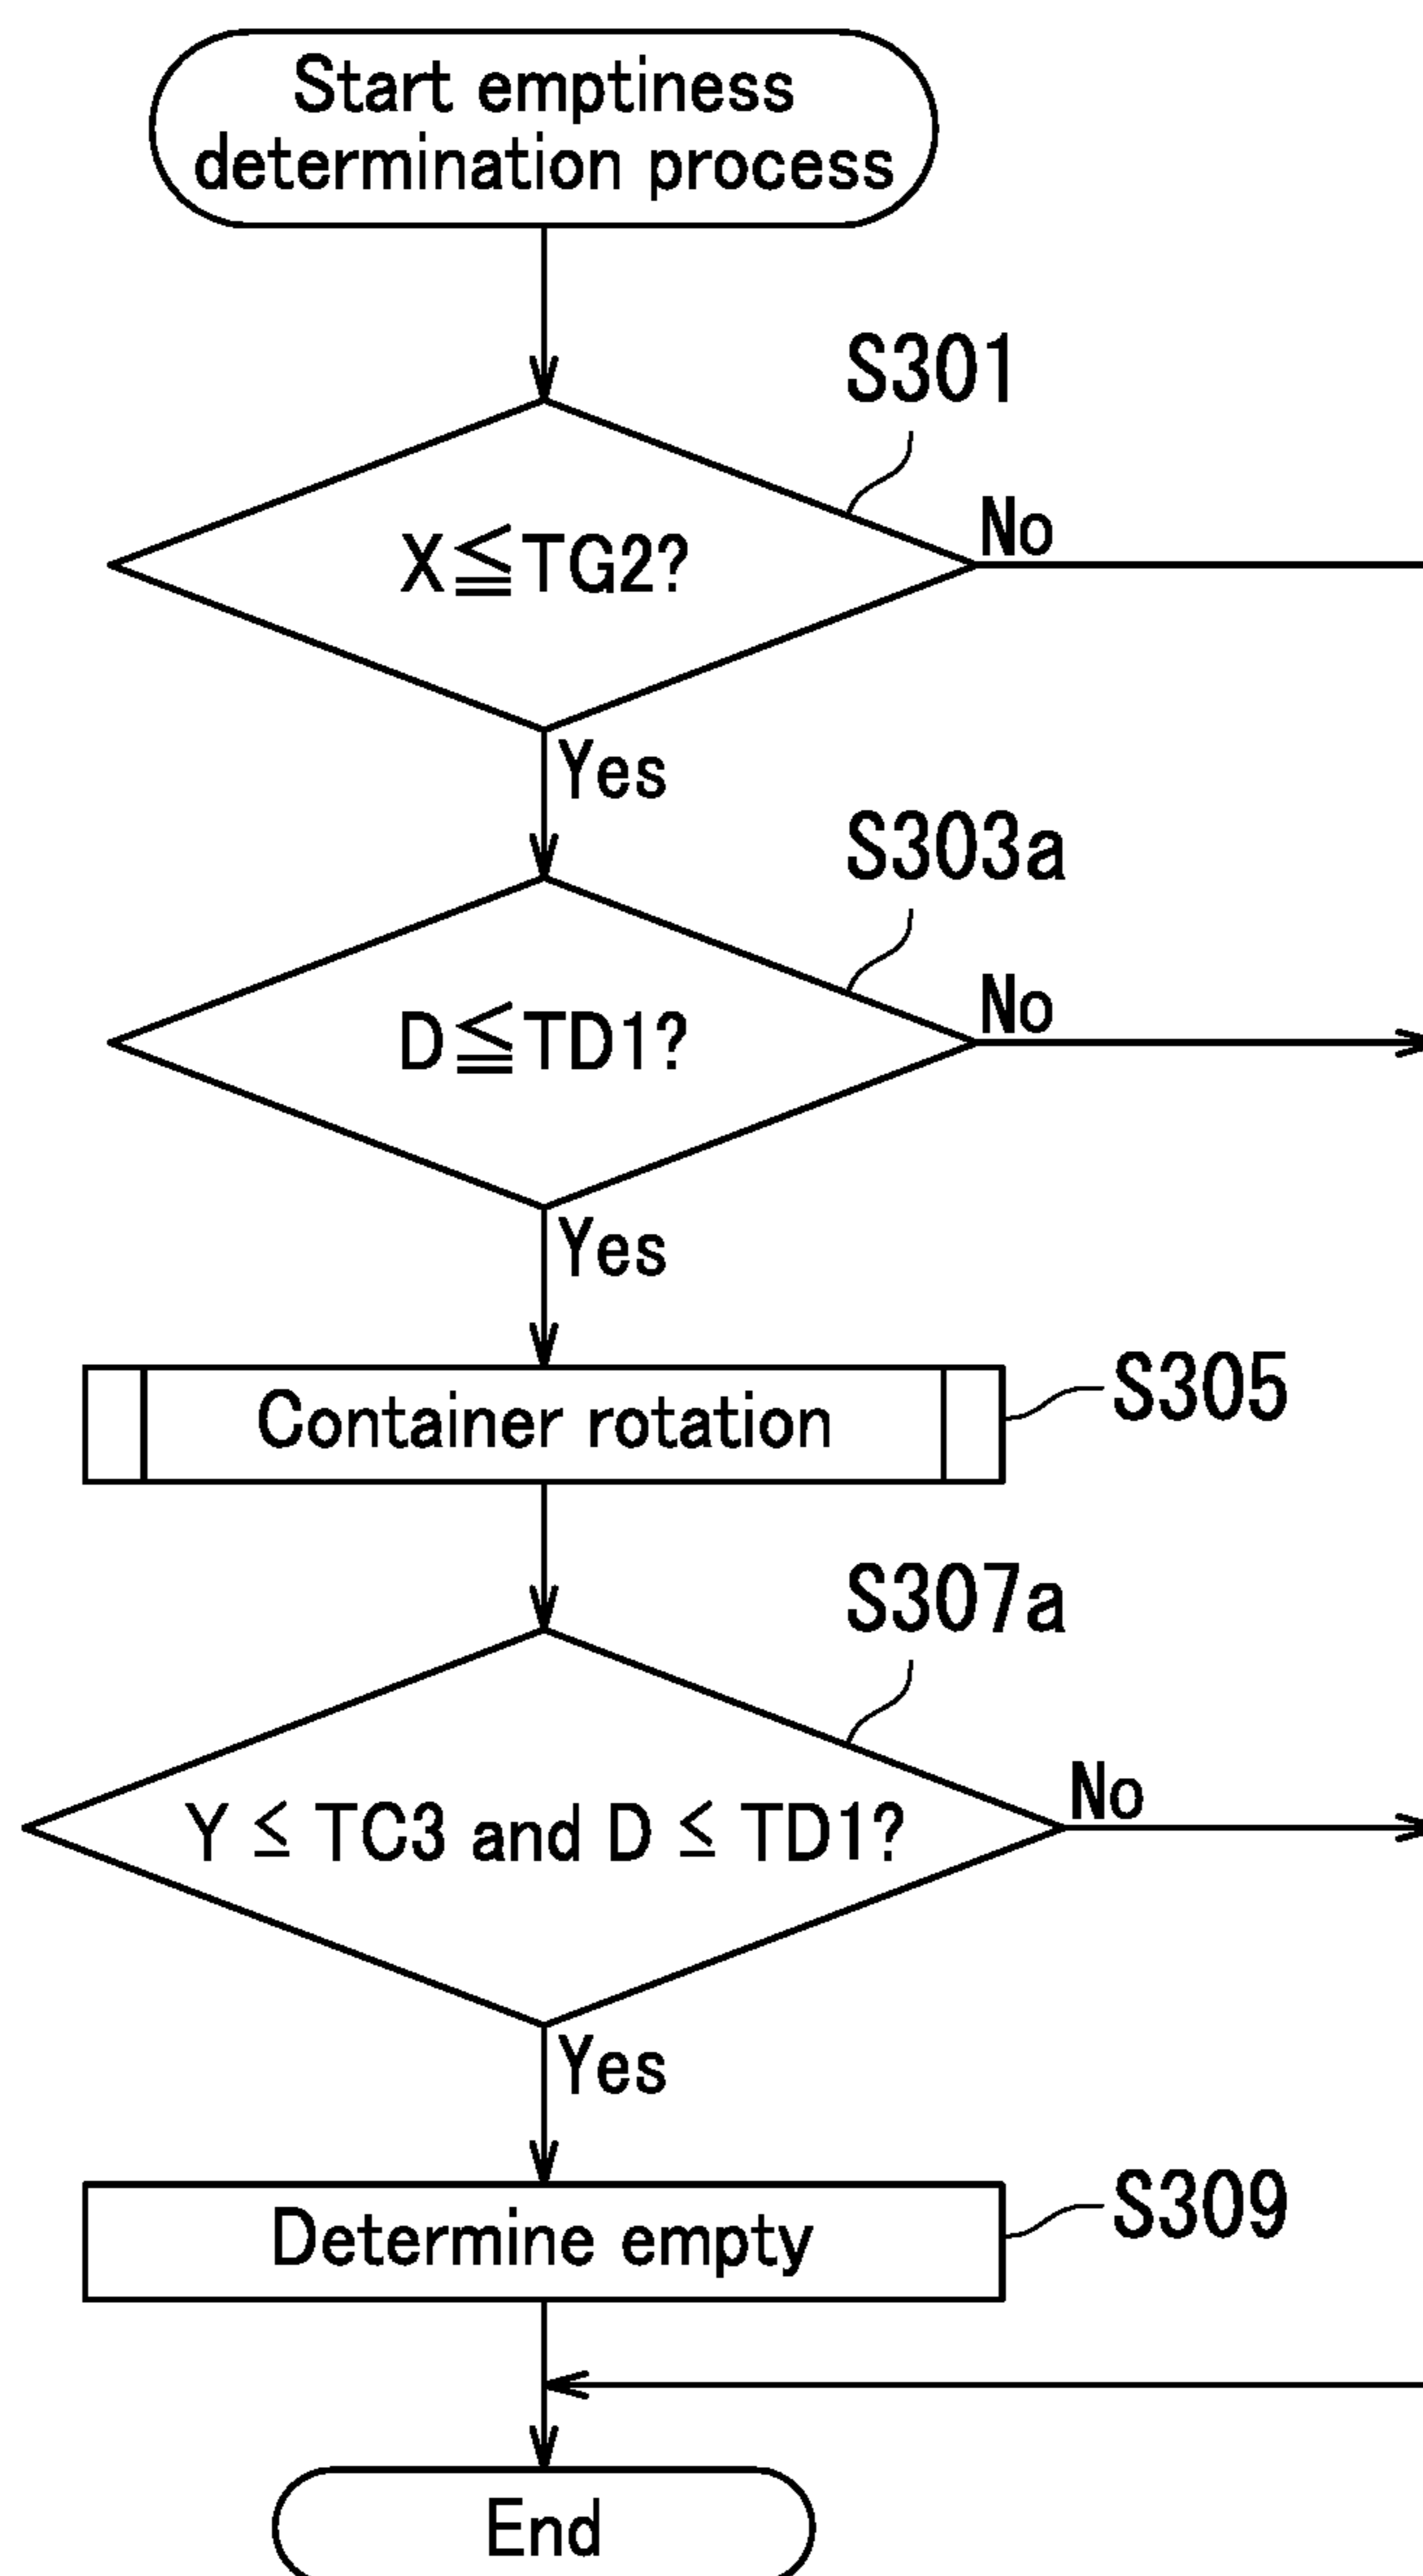 Start emptiness
determination process
S301
X≦TG2?
No
Yes
S303a
D≦TD1?
No
Yes
Container rotation
S305
S307a
Y ≤ TC3 and D ≤ TD1?
No
Yes
Determine empty
S309
End